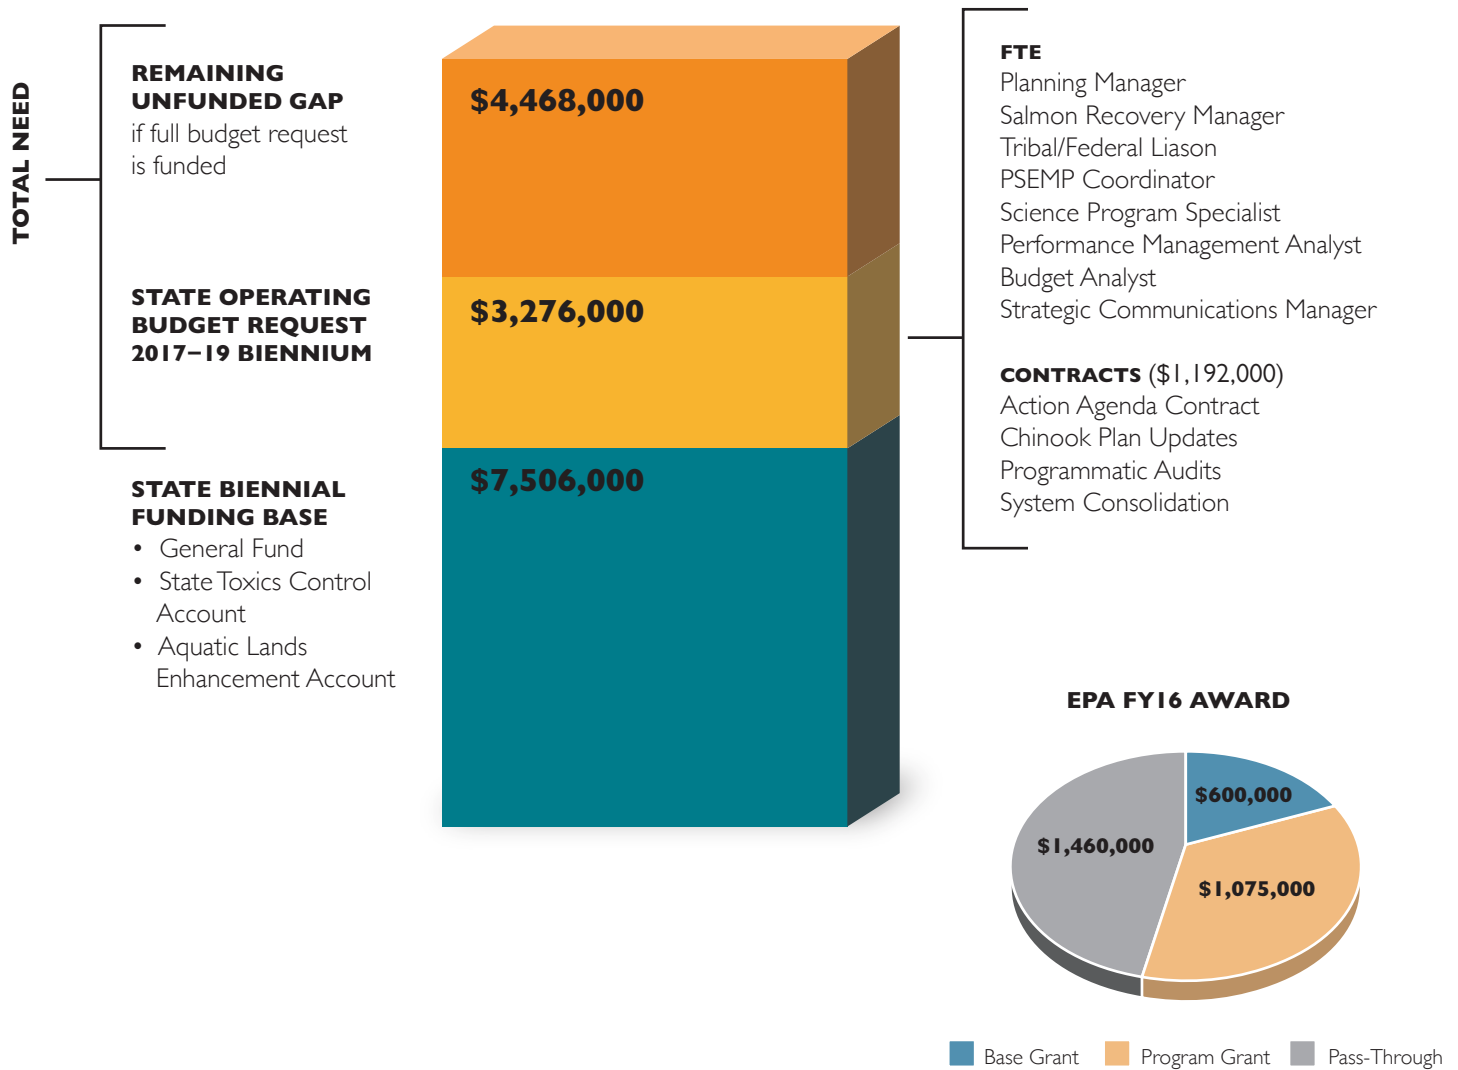 TOTAL NEED
REMAINING
UNFUNDED GAP
if full budget request
is funded
STATE OPERATING
BUDGET REQUEST
2017–19 BIENNIUM
STATE BIENNIAL
FUNDING BASE
• General Fund
• State Toxics Control
Account
• Aquatic Lands
Enhancement Account
$4,468,000
$3,276,000
$7,506,000
FTE
Planning Manager
Salmon Recovery Manager
Tribal/Federal Liason
PSEMP Coordinator
Science Program Specialist
Performance Management Analyst
Budget Analyst
Strategic Communications Manager
CONTRACTS ($1,192,000)
Action Agenda Contract
Chinook Plan Updates
Programmatic Audits
System Consolidation
EPA FY16 AWARD
$600,000
$1,460,000
$1,075,000
Base Grant
Program Grant
Pass-Through